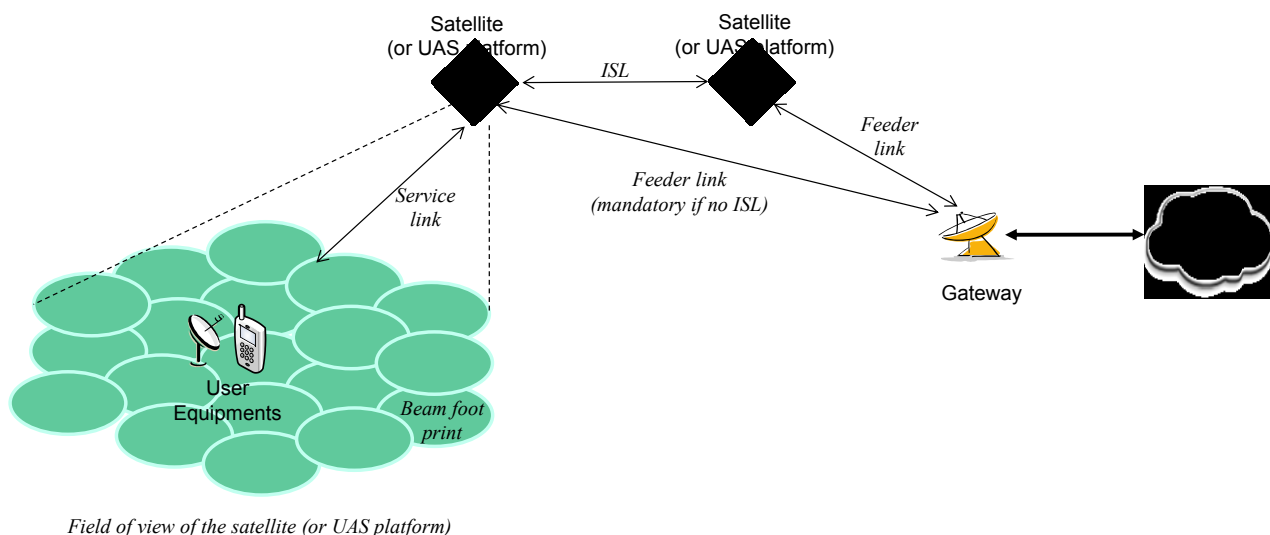 Satellite
(or UAS platform)
Satellite
(or UAS platform)
ISL
Feeder
link
Service
link
Feeder link
(mandatory if no ISL)
Gateway
User
Equipments
Beam foot
print
Field of view of the satellite (or UAS platform)